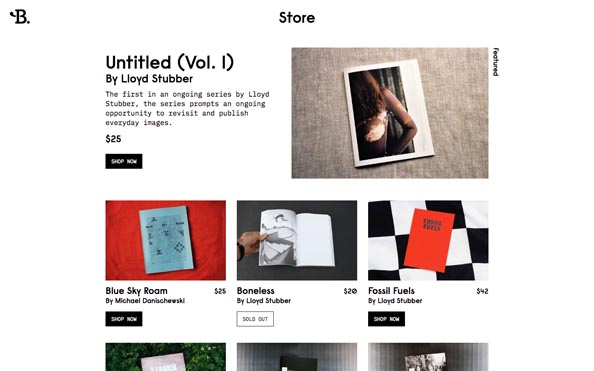 B.
Store
Untitled (Vol. I)
By Lloyd Stubber
The first in an ongoing series by Lloyd
Stubber, the series prompts an ongoing
opportunity to revisit and publish
everyday images.
$25
SHOP NOW
Featured
FOSSIL
FUELS
Blue Sky Roam
$25
By Michael Danischewski
SHOP NOW
Boneless
$20
By Lloyd Stubber
SOLD OUT
Fossil Fuels
$42
By Lloyd Stubber
SHOP NOW